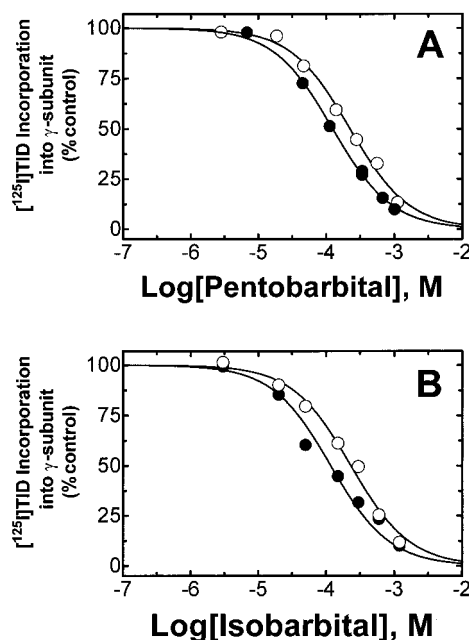 A
[¹²⁵I]TID Incorporation
into γ-subunit
(% control)
100
75
50
25
0
-7 -6 -5 -4 -3 -2
Log[Pentobarbital], M
B
[¹²⁵I]TID Incorporation
into γ-subunit
(% control)
100
75
50
25
0
-7 -6 -5 -4 -3 -2
Log[Isobarbital], M